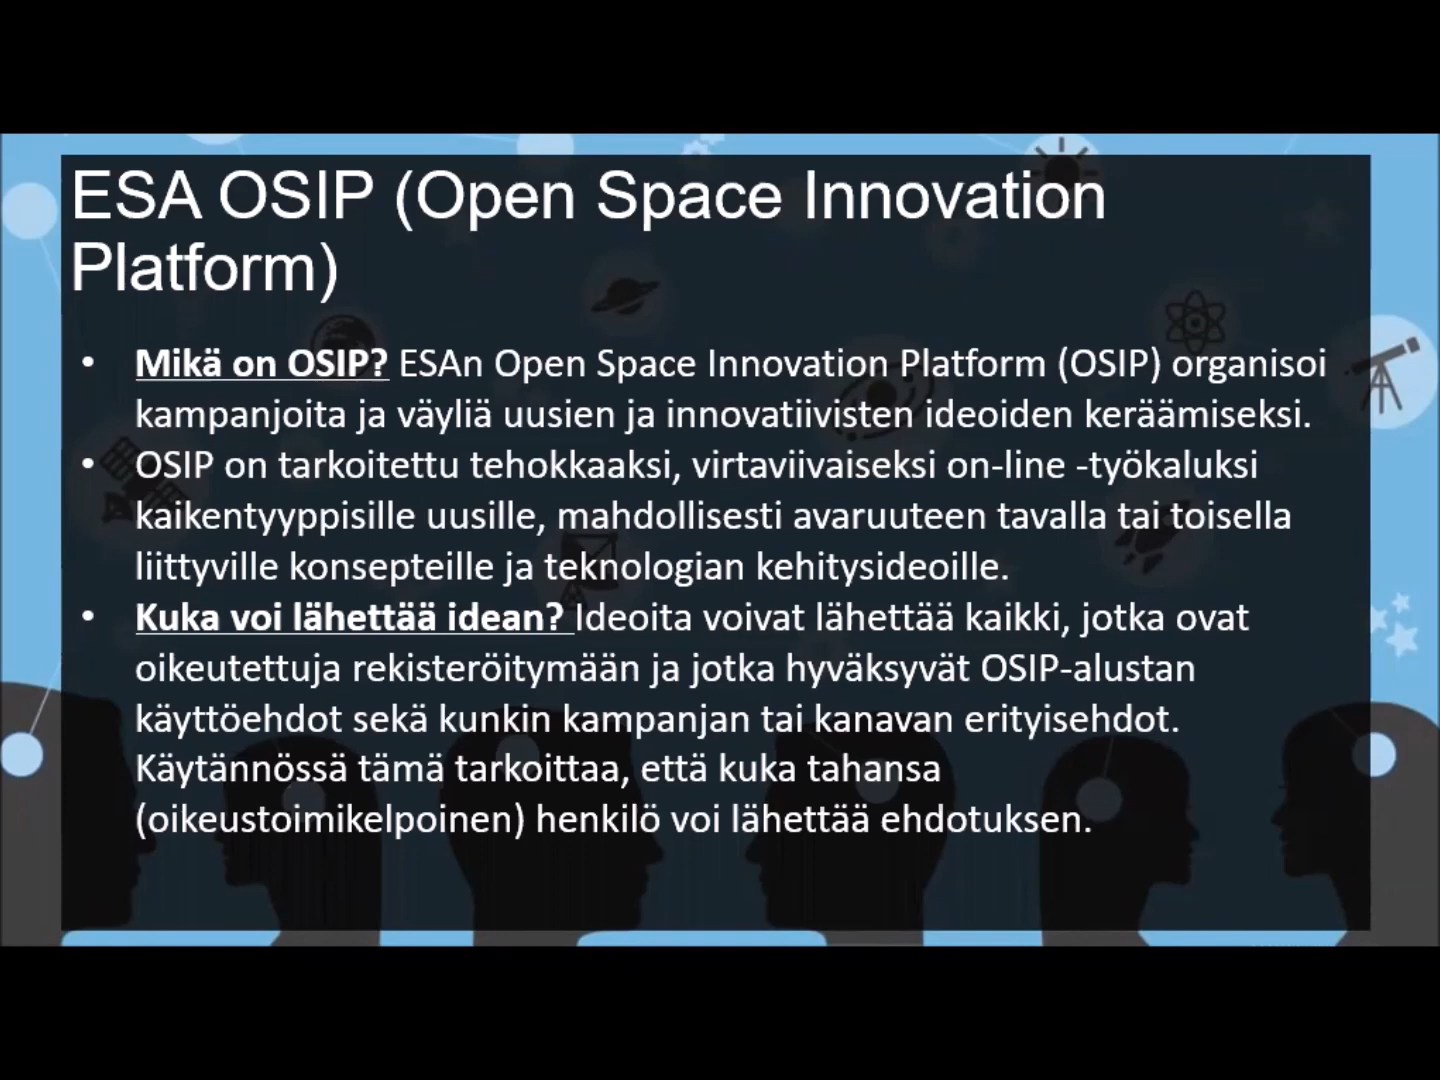 ESA OSIP (Open Space Innovation
Platform)
• Mikä on OSIP? ESAn Open Space Innovation Platform (OSIP) organisoi
kampanjoita ja väyliä uusien ja innovatiivisten ideoiden keräämiseksi.
• OSIP on tarkoitettu tehokkaaksi, virtaviivaiseksi on-line -työkaluksi
kaikentyyppisille uusille, mahdollisesti avaruuteen tavalla tai toisella
liittyville konsepteille ja teknologian kehitysideoille.
• Kuka voi lähettää idean? Ideoita voivat lähettää kaikki, jotka ovat
oikeutettuja rekisteröitymään ja jotka hyväksyvät OSIP-alustan
käyttöehdot sekä kunkin kampanjan tai kanavan erityisehdot.
Käytännössä tämä tarkoittaa, että kuka tahansa
(oikeustoimikelpoinen) henkilö voi lähettää ehdotuksen.